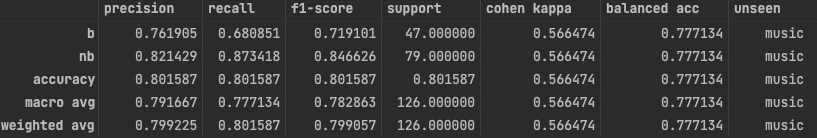 precision recall f1-score support cohen kappa balanced acc unseen
b 0.761905 0.680851 0.719101 47.000000 0.566474 0.777134 music
nb 0.821429 0.873418 0.846626 79.000000 0.566474 0.777134 music
accuracy 0.801587 0.801587 0.801587 0.801587 0.566474 0.777134 music
macro avg 0.791667 0.777134 0.782863 126.000000 0.566474 0.777134 music
weighted avg 0.799225 0.801587 0.799057 126.000000 0.566474 0.777134 music